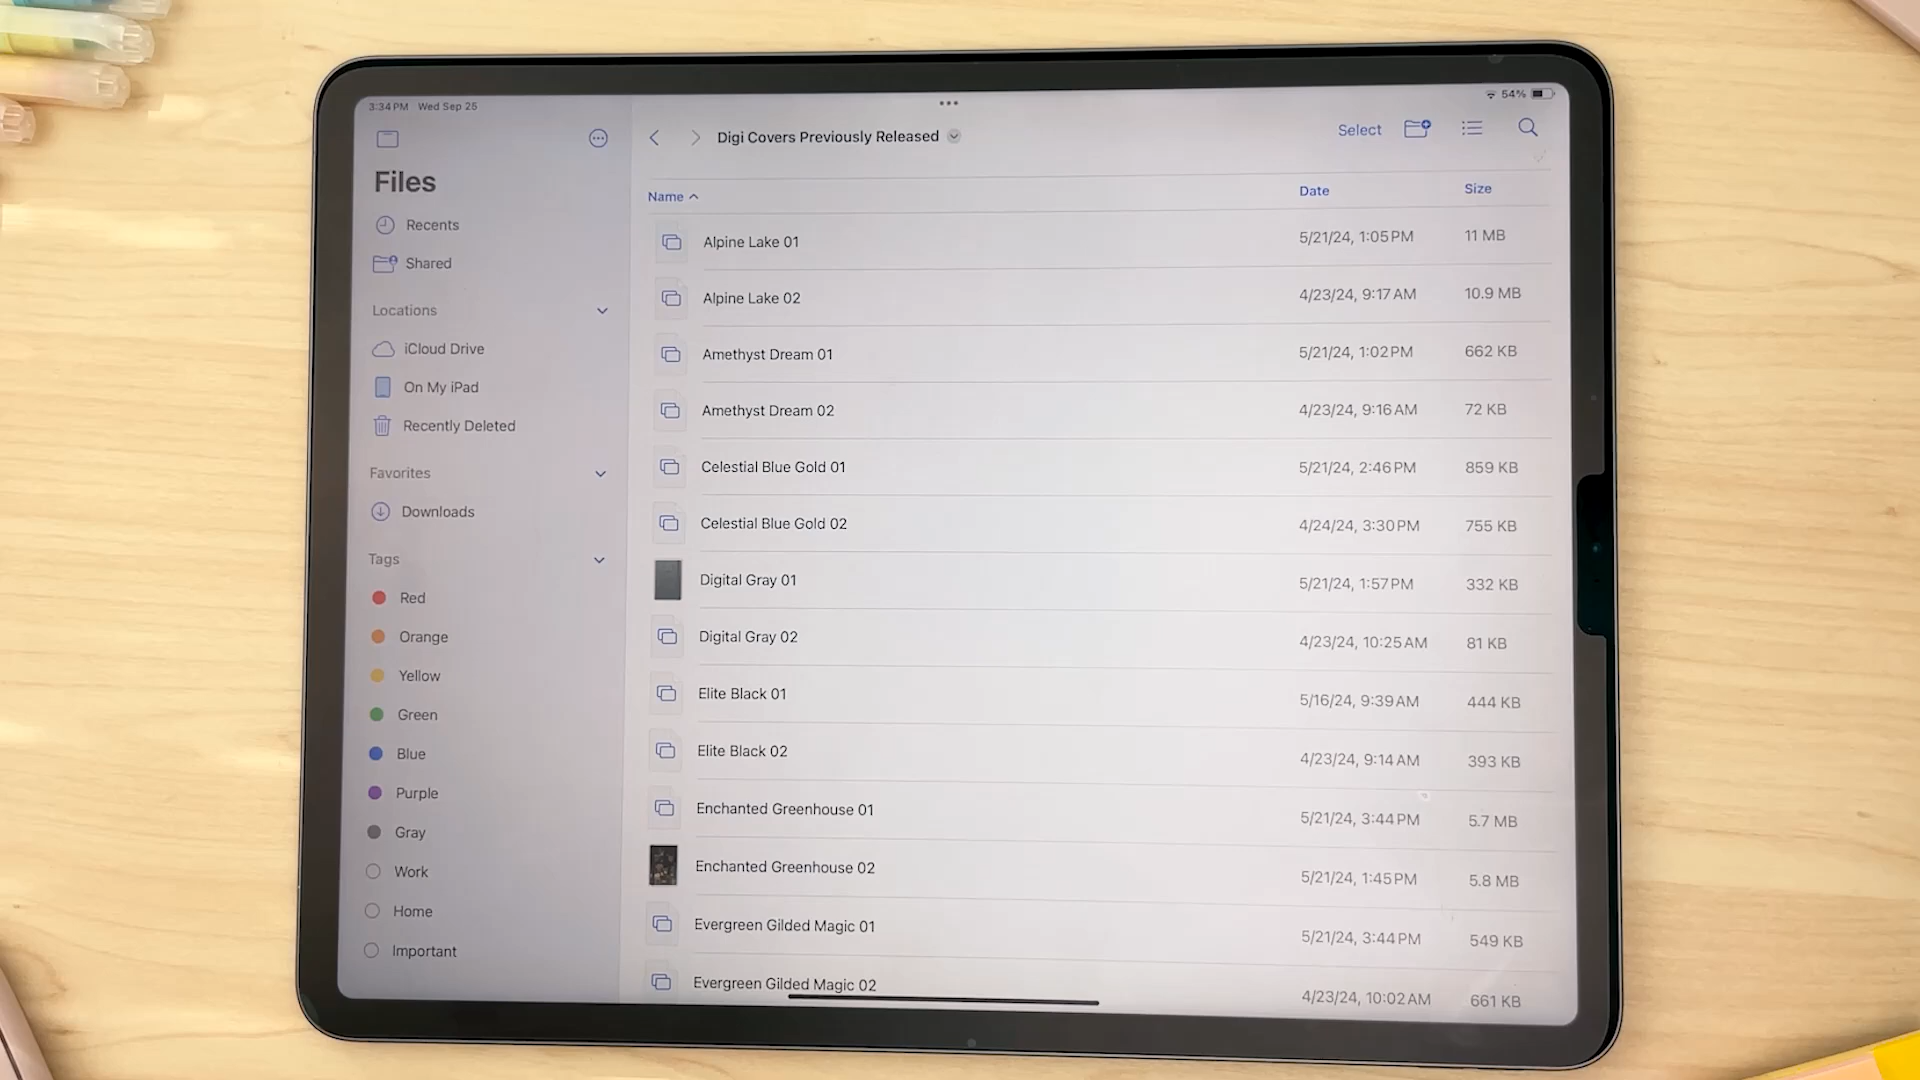 3:34 PM Wed Sep 25
54%
Files
Recents
Shared
Locations
iCloud Drive
On My iPad
Recently Deleted
Favorites
Downloads
Tags
Red
Orange
Yellow
Green
Blue
Purple
Gray
Work
Home
Important
Digi Covers Previously Released
Select
Name Date Size
Alpine Lake 01 5/21/24, 1:05 PM 11 MB
Alpine Lake 02 4/23/24, 9:17 AM 10.9 MB
Amethyst Dream 01 5/21/24, 1:02 PM 662 KB
Amethyst Dream 02 4/23/24, 9:16 AM 72 KB
Celestial Blue Gold 01 5/21/24, 2:46 PM 859 KB
Celestial Blue Gold 02 4/24/24, 3:30 PM 755 KB
Digital Gray 01 5/21/24, 1:57 PM 332 KB
Digital Gray 02 4/23/24, 10:25 AM 81 KB
Elite Black 01 5/16/24, 9:39 AM 444 KB
Elite Black 02 4/23/24, 9:14 AM 393 KB
Enchanted Greenhouse 01 5/21/24, 3:44 PM 5.7 MB
Enchanted Greenhouse 02 5/21/24, 1:45 PM 5.8 MB
Evergreen Gilded Magic 01 5/21/24, 3:44 PM 549 KB
Evergreen Gilded Magic 02 4/23/24, 10:02 AM 661 KB